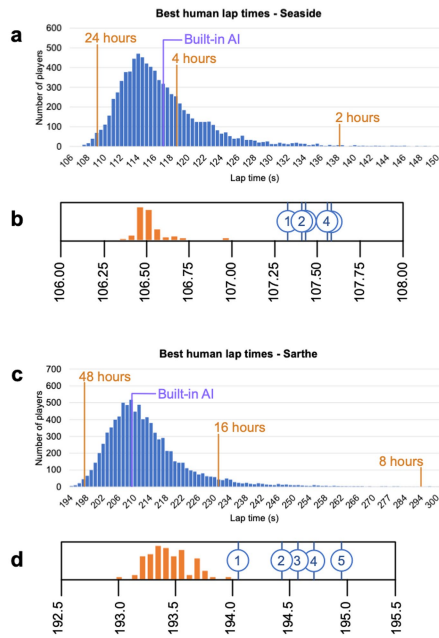 Best human lap times - Seaside
a
24 hours
Built-in AI
4 hours
2 hours
Number of players
600
500
400
300
200
100
0
106 108 110 112 114 116 118 120 122 124 126 128 130 132 134 136 138 140 142 144 146 148 150
Lap time (s)
b
1 2 4
106.00 106.25 106.50 106.75 107.00 107.25 107.50 107.75 108.00
Best human lap times - Sarthe
c
48 hours
Built-in AI
16 hours
8 hours
Number of players
700
600
500
400
300
200
100
0
194 198 202 206 210 214 218 222 226 230 234 238 242 246 250 254 258 262 266 270 277 284 290 300
Lap time (s)
d
1 2 3 4 5
192.5 193.0 193.5 194.0 194.5 195.0 195.5